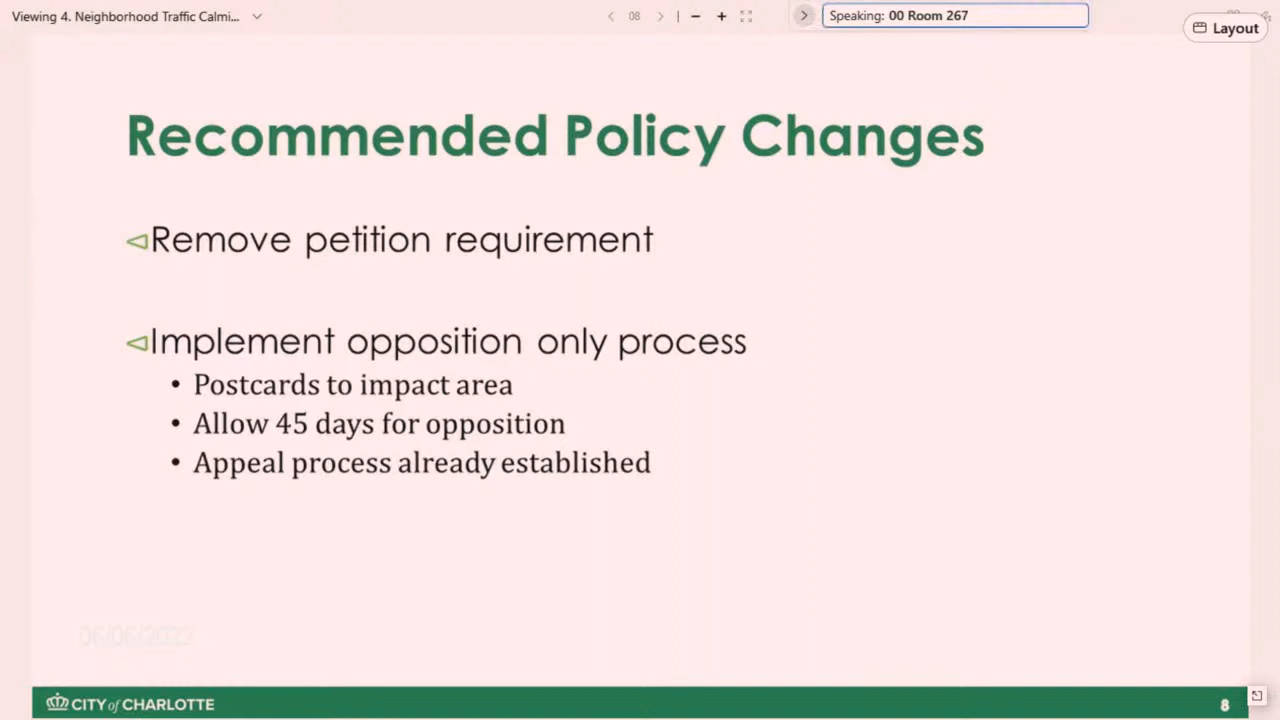 Viewing 4. Neighborhood Traffic Calmi...
08
Speaking: 00 Room 267
Layout
Recommended Policy Changes
Remove petition requirement
Implement opposition only process
• Postcards to impact area
• Allow 45 days for opposition
• Appeal process already established
06/06/2022
CITY of CHARLOTTE
8